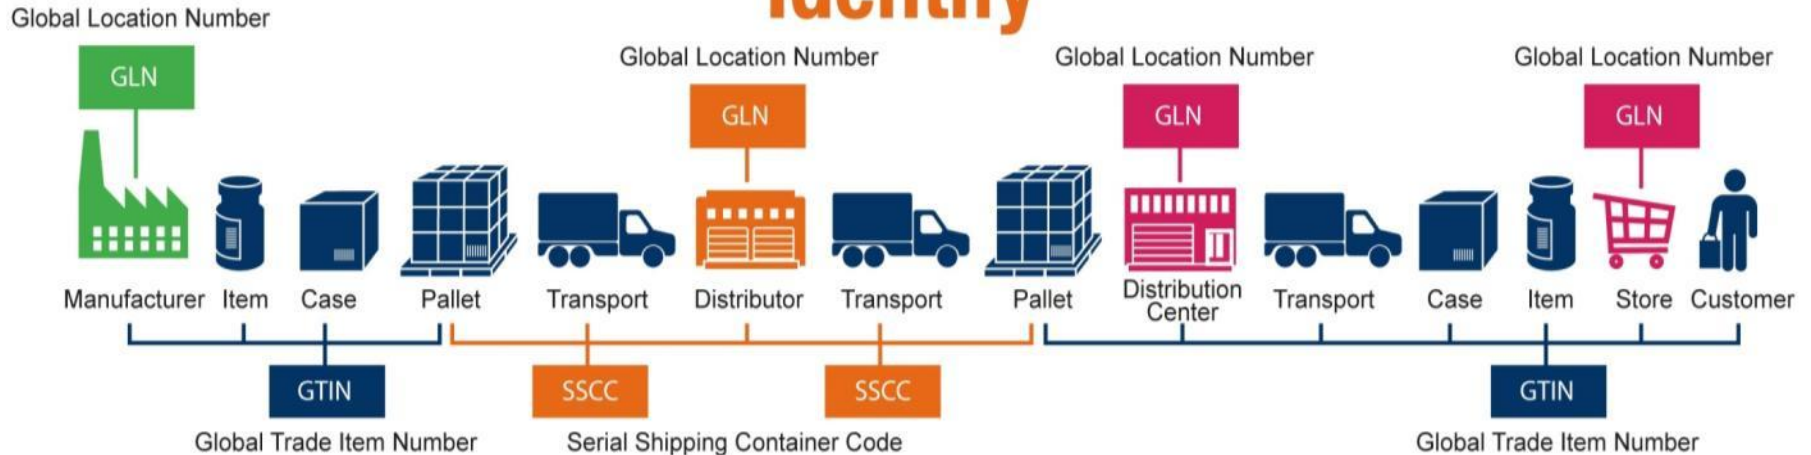 Identify
Global Location Number
GLN
Global Location Number
GLN
Global Location Number
GLN
Global Location Number
GLN
Manufacturer
Item
Case
Pallet
Transport
Distributor
Transport
Pallet
Distribution
Center
Transport
Case
Item
Store
Customer
GTIN
SSCC
SSCC
GTIN
Global Trade Item Number
Serial Shipping Container Code
Global Trade Item Number